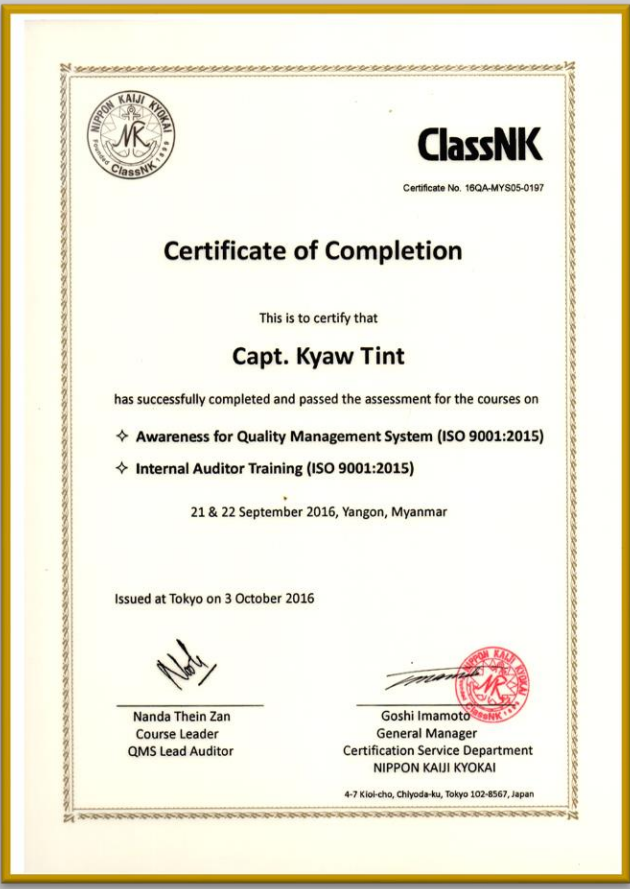 NIPPON KAIJI KYOKAI
Founded 1899
ClassNK
ClassNK
Certificate No. 16QA-MYS05-0197
Certificate of Completion
This is to certify that
Capt. Kyaw Tint
has successfully completed and passed the assessment for the courses on
✧ Awareness for Quality Management System (ISO 9001:2015)
✧ Internal Auditor Training (ISO 9001:2015)
21 & 22 September 2016, Yangon, Myanmar
Issued at Tokyo on 3 October 2016
NIPPON KAIJI KYOKAI
ClassNK
Nanda Thein Zan
Course Leader
QMS Lead Auditor
Goshi Imamoto
General Manager
Certification Service Department
NIPPON KAIJI KYOKAI
4-7 Kioi-cho, Chiyoda-ku, Tokyo 102-8567, Japan